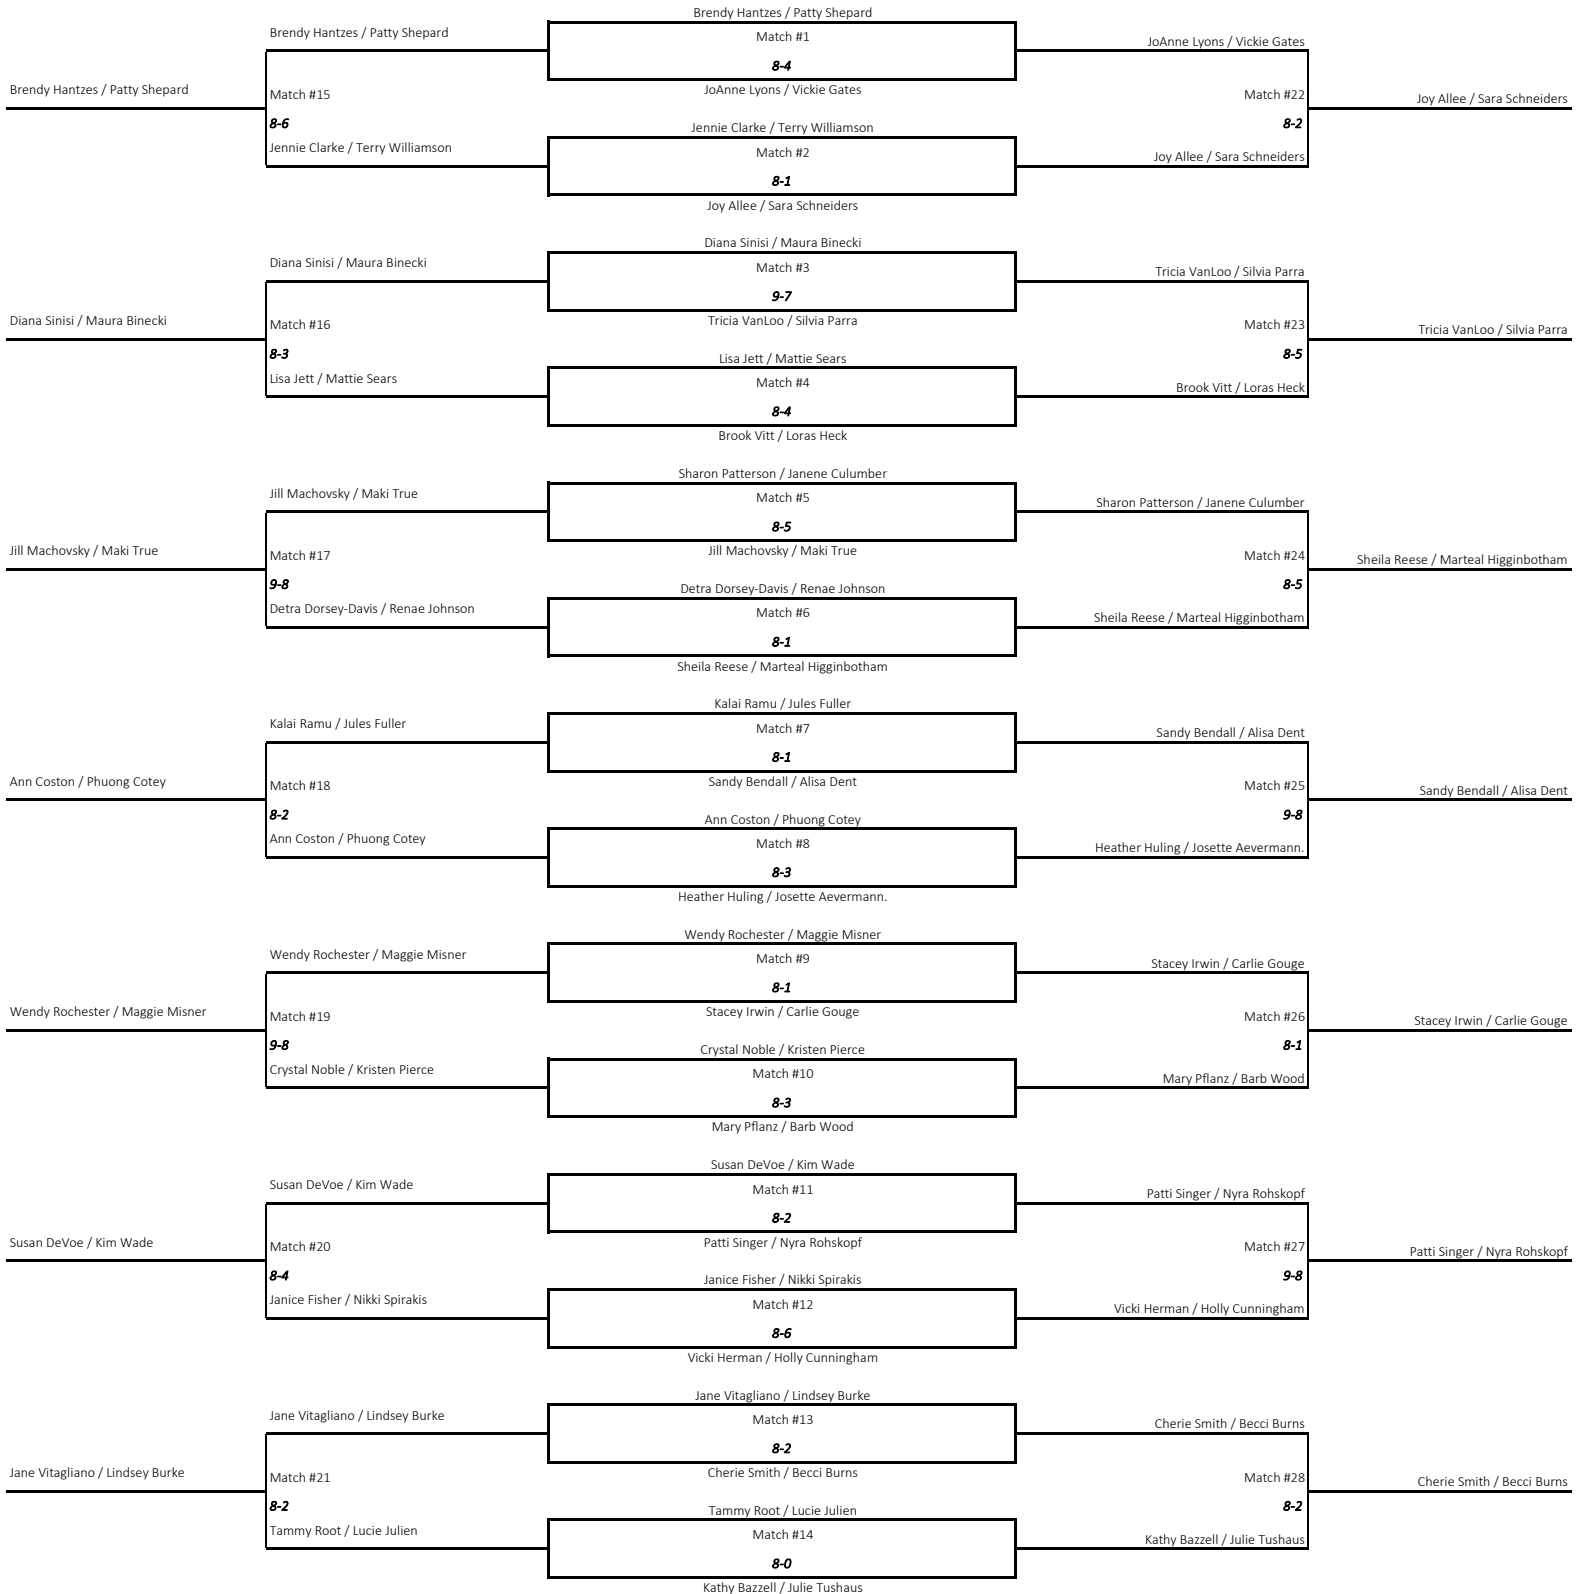 Brendy Hantzes / Patty Shepard
Brendy Hantzes / Patty Shepard
Match #1
JoAnne Lyons / Vickie Gates
8-4
Brendy Hantzes / Patty Shepard
Match #15
JoAnne Lyons / Vickie Gates
Match #22
Joy Allee / Sara Schneiders
8-6
Jennie Clarke / Terry Williamson
8-2
Jennie Clarke / Terry Williamson
Match #2
Joy Allee / Sara Schneiders
8-1
Joy Allee / Sara Schneiders
Diana Sinisi / Maura Binecki
Diana Sinisi / Maura Binecki
Match #3
Tricia VanLoo / Silvia Parra
9-7
Diana Sinisi / Maura Binecki
Match #16
Tricia VanLoo / Silvia Parra
Match #23
Tricia VanLoo / Silvia Parra
8-3
Lisa Jett / Mattie Sears
8-5
Lisa Jett / Mattie Sears
Match #4
Brook Vitt / Loras Heck
8-4
Brook Vitt / Loras Heck
Sharon Patterson / Janene Culumber
Jill Machovsky / Maki True
Match #5
Sharon Patterson / Janene Culumber
8-5
Jill Machovsky / Maki True
Match #17
Jill Machovsky / Maki True
Match #24
Sheila Reese / Marteal Higginbotham
9-8
Detra Dorsey-Davis / Renae Johnson
8-5
Detra Dorsey-Davis / Renae Johnson
Match #6
Sheila Reese / Marteal Higginbotham
8-1
Sheila Reese / Marteal Higginbotham
Kalai Ramu / Jules Fuller
Kalai Ramu / Jules Fuller
Match #7
Sandy Bendall / Alisa Dent
8-1
Ann Coston / Phuong Cotey
Match #18
Sandy Bendall / Alisa Dent
Match #25
Sandy Bendall / Alisa Dent
8-2
Ann Coston / Phuong Cotey
9-8
Ann Coston / Phuong Cotey
Match #8
Heather Huling / Josette Aevermann.
8-3
Heather Huling / Josette Aevermann.
Wendy Rochester / Maggie Misner
Wendy Rochester / Maggie Misner
Match #9
Stacey Irwin / Carlie Gouge
8-1
Wendy Rochester / Maggie Misner
Match #19
Stacey Irwin / Carlie Gouge
Match #26
Stacey Irwin / Carlie Gouge
9-8
Crystal Noble / Kristen Pierce
8-1
Crystal Noble / Kristen Pierce
Match #10
Mary Pflanz / Barb Wood
8-3
Mary Pflanz / Barb Wood
Susan DeVoe / Kim Wade
Susan DeVoe / Kim Wade
Match #11
Patti Singer / Nyra Rohskopf
8-2
Susan DeVoe / Kim Wade
Match #20
Patti Singer / Nyra Rohskopf
Match #27
Patti Singer / Nyra Rohskopf
8-4
Janice Fisher / Nikki Spirakis
9-8
Janice Fisher / Nikki Spirakis
Match #12
Vicki Herman / Holly Cunningham
8-6
Vicki Herman / Holly Cunningham
Jane Vitagliano / Lindsey Burke
Jane Vitagliano / Lindsey Burke
Match #13
Cherie Smith / Becci Burns
8-2
Jane Vitagliano / Lindsey Burke
Match #21
Cherie Smith / Becci Burns
Match #28
Cherie Smith / Becci Burns
8-2
Tammy Root / Lucie Julien
8-2
Tammy Root / Lucie Julien
Match #14
Kathy Bazzell / Julie Tushaus
8-0
Kathy Bazzell / Julie Tushaus